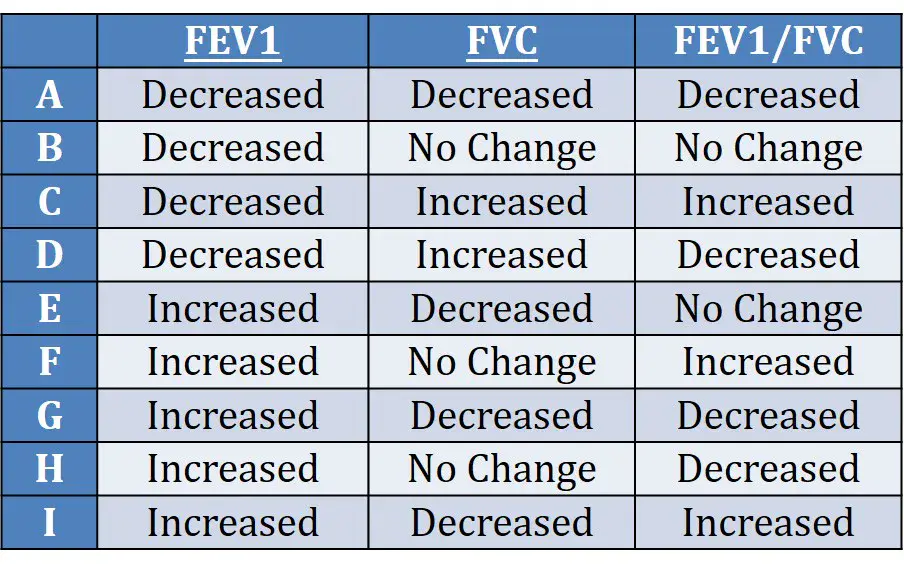 FEV1 FVC FEV1/FVC
A Decreased Decreased Decreased
B Decreased No Change No Change
C Decreased Increased Increased
D Decreased Increased Decreased
E Increased Decreased No Change
F Increased No Change Increased
G Increased Decreased Decreased
H Increased No Change Decreased
I Increased Decreased Increased